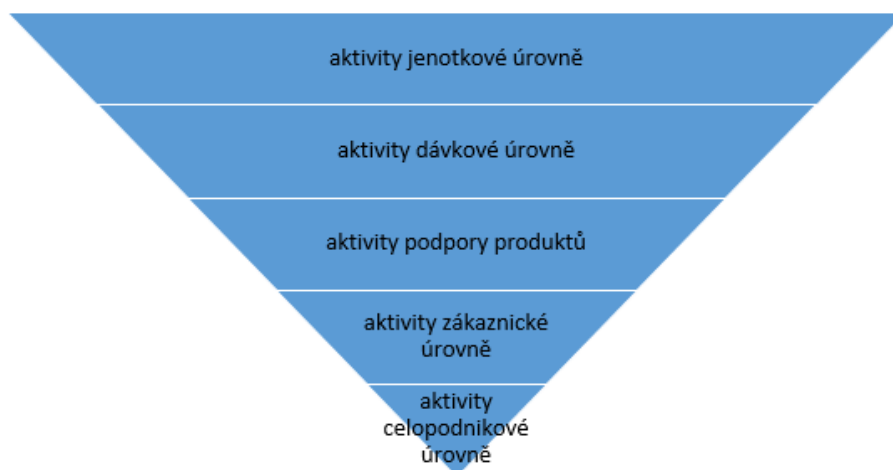 aktivity jenotkové úrovně
aktivity dávkové úrovně
aktivity podpory produktů
aktivity zákaznické
úrovně
aktivity
celopodnikové
úrovně